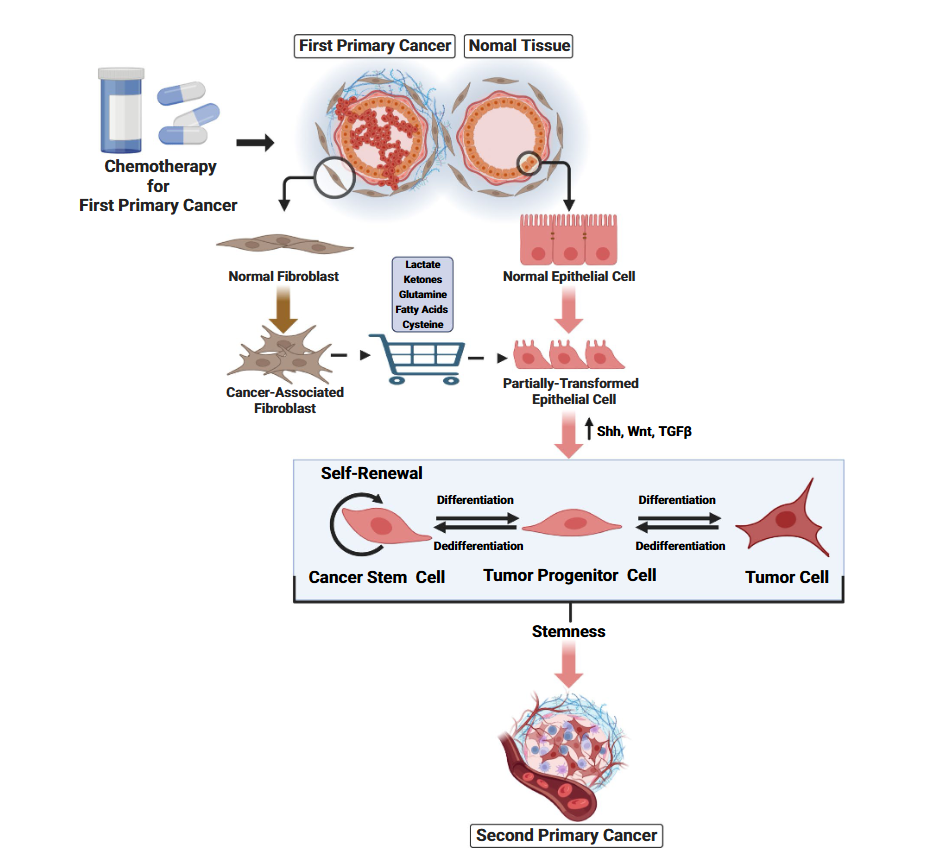 First Primary Cancer
Nomal Tissue
Chemotherapy
for
First Primary Cancer
Normal Fibroblast
Lactate
Ketones
Glutamine
Fatty Acids
Cysteine
Normal Epithelial Cell
Cancer-Associated
Fibroblast
Partially-Transformed
Epithelial Cell
Shh, Wnt, TGFβ
Self-Renewal
Differentiation
Differentiation
Dedifferentiation
Dedifferentiation
Cancer Stem Cell
Tumor Progenitor Cell
Tumor Cell
Stemness
Second Primary Cancer